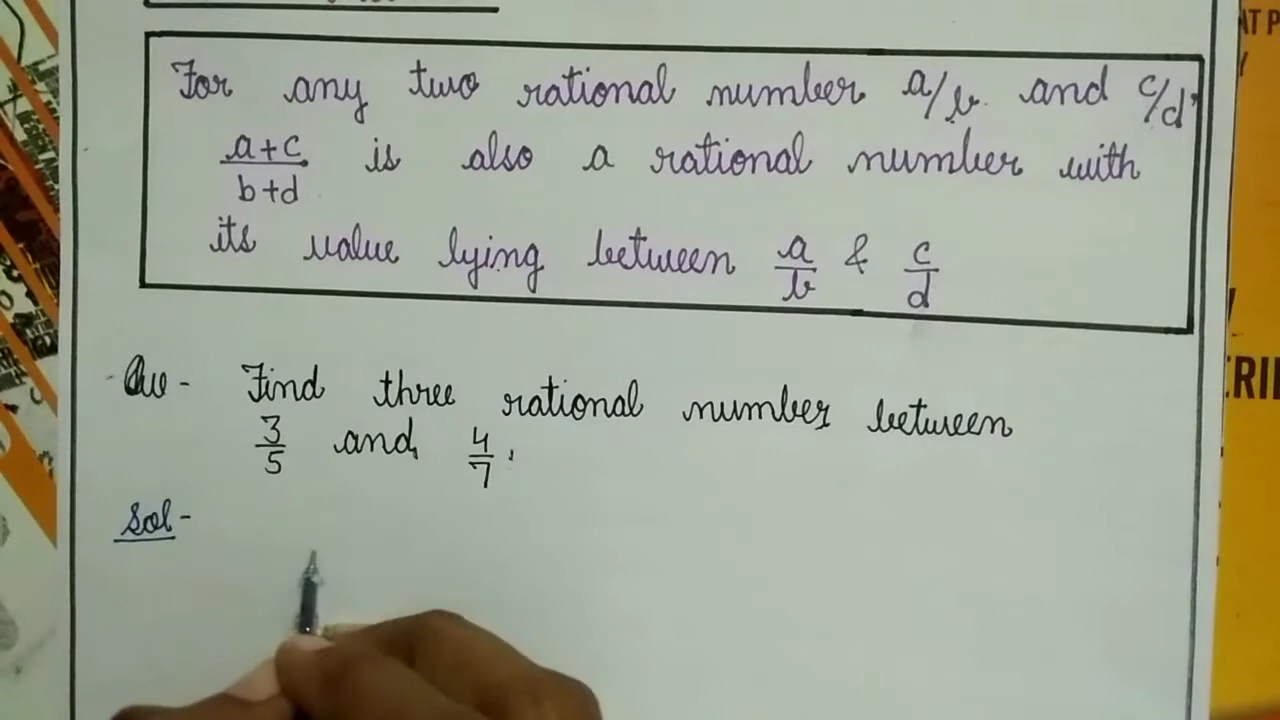 For any two rational number a/b and c/d,
a+c/b+d is also a rational number with
its value lying between a/b & c/d
Que - Find three rational number between
3/5 and 4/7.
Sol -